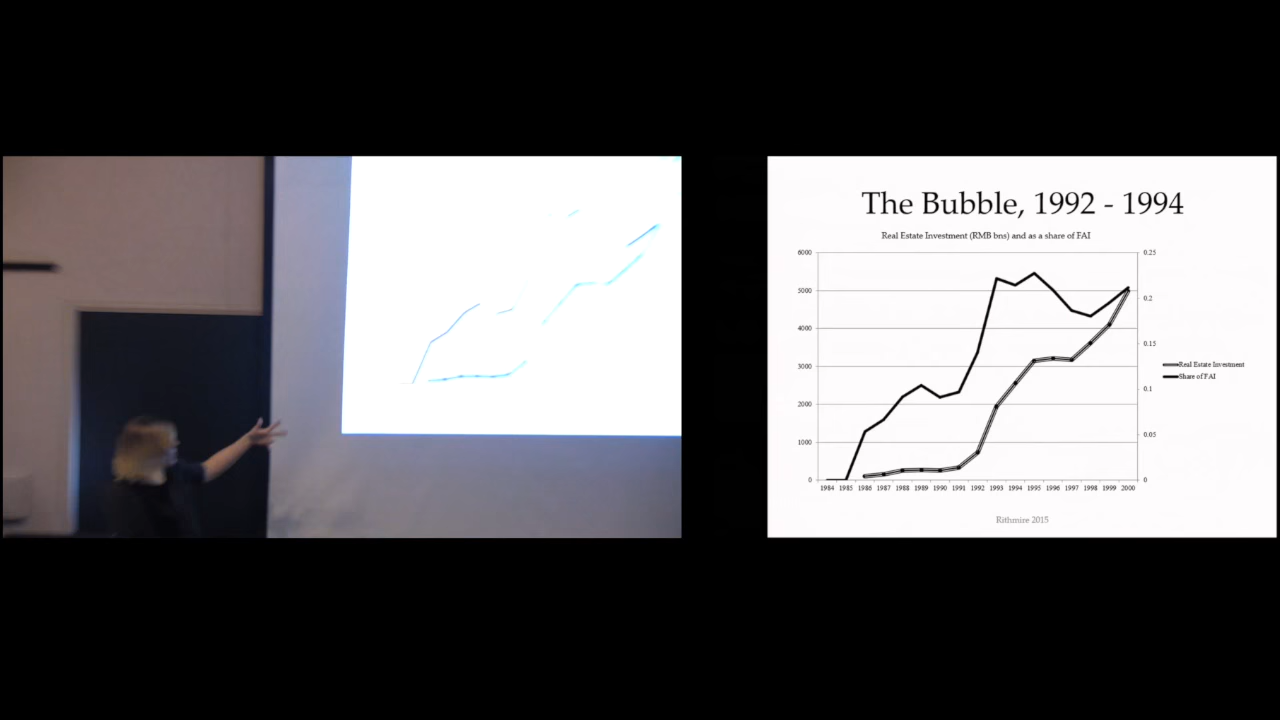 The Bubble, 1992 - 1994
Real Estate Investment (RMB bns) and as a share of FAI
6000
5000
4000
3000
2000
1000
0
0.25
0.2
0.15
0.1
0.05
0
1984 1985 1986 1987 1988 1989 1990 1991 1992 1993 1994 1995 1996 1997 1998 1999 2000
Real Estate Investment
Share of FAI
Rithmire 2015